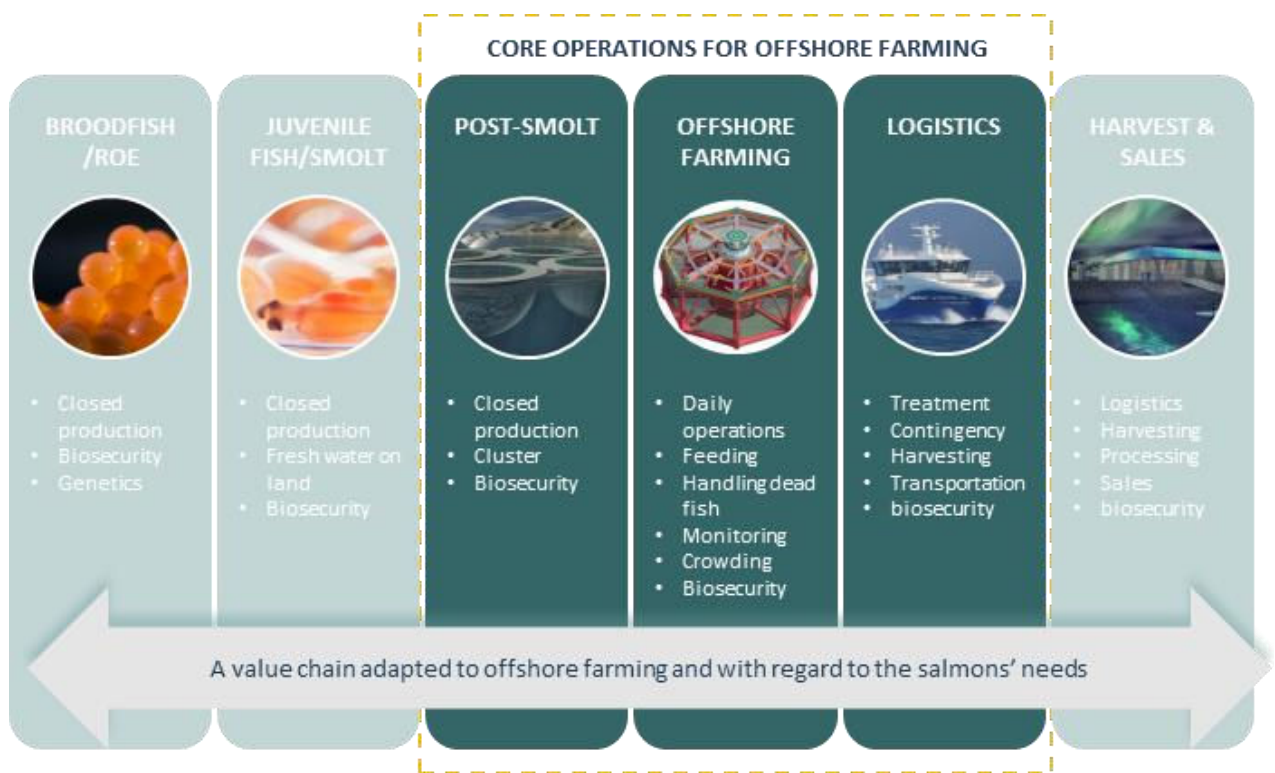 CORE OPERATIONS FOR OFFSHORE FARMING
BROODFISH
/ROE
• Closed
production
• Biosecurity
• Genetics
JUVENILE
FISH/SMOLT
• Closed
production
• Fresh water on
land
• Biosecurity
POST-SMOLT
• Closed
production
• Cluster
• Biosecurity
OFFSHORE
FARMING
• Daily
operations
• Feeding
• Handling dead
fish
• Monitoring
• Crowding
• Biosecurity
LOGISTICS
• Treatment
• Contingency
• Harvesting
• Transportation
• biosecurity
HARVEST &
SALES
• Logistics
• Harvesting
• Processing
• Sales
• biosecurity
A value chain adapted to offshore farming and with regard to the salmons’ needs